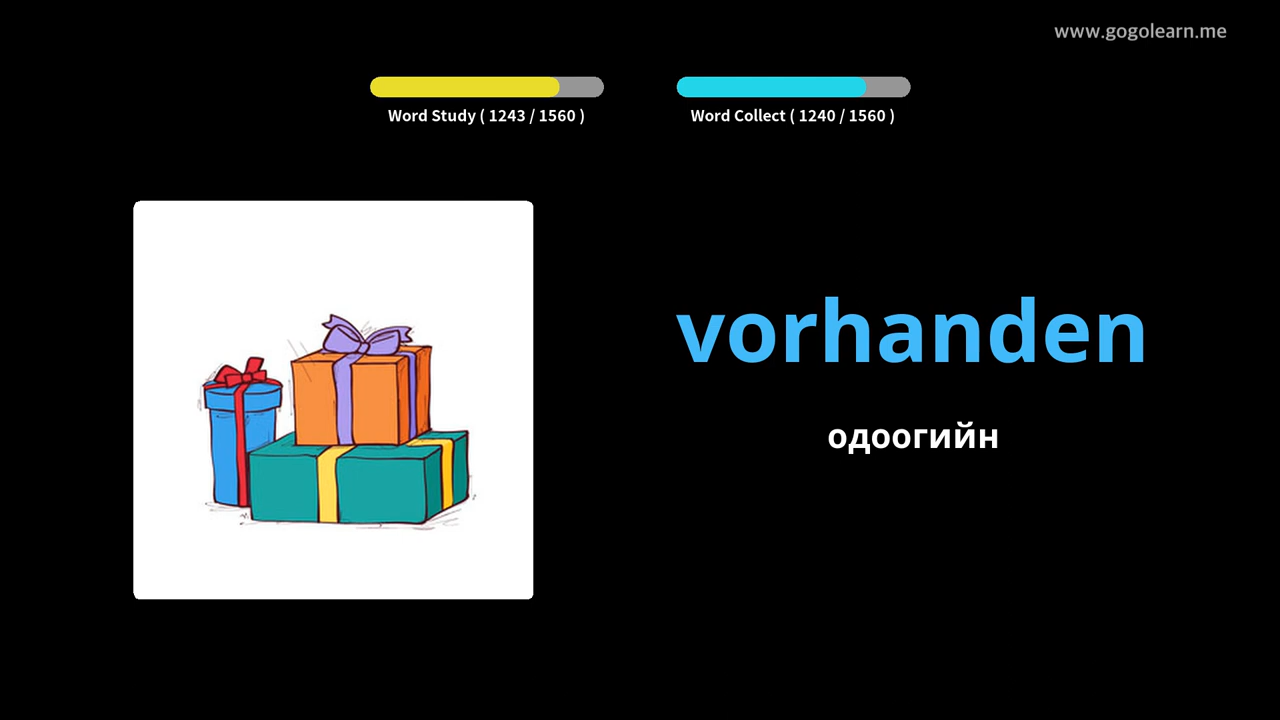 www.gogolearn.me
Word Study ( 1243 / 1560 )
Word Collect ( 1240 / 1560 )
vorhanden
одоогийн